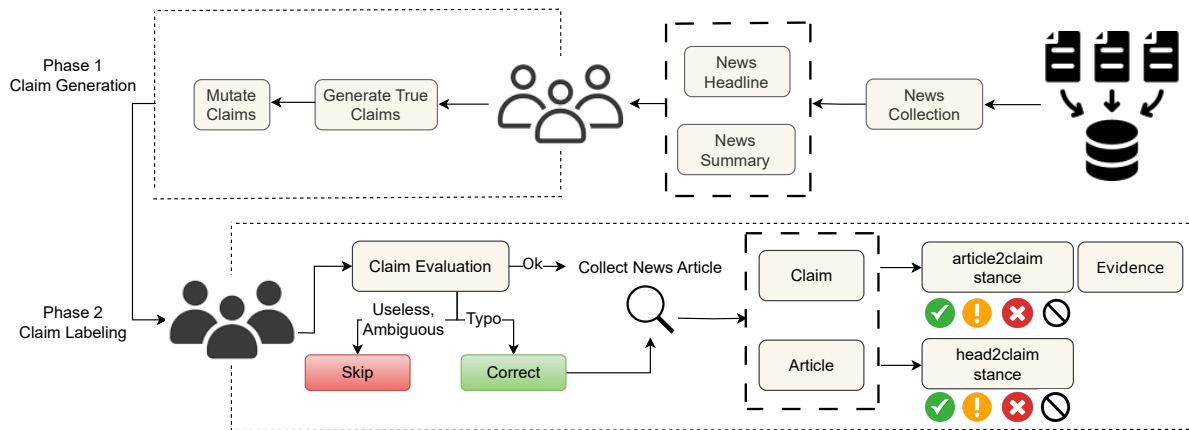 Phase 1
Claim Generation
Mutate
Claims
Generate True
Claims
News
Headline
News
Summary
News
Collection
Phase 2
Claim Labeling
Claim Evaluation
Ok
Collect News Article
Useless,
Ambiguous
Typo
Skip
Correct
Claim
Article
article2claim
stance
Evidence
head2claim
stance